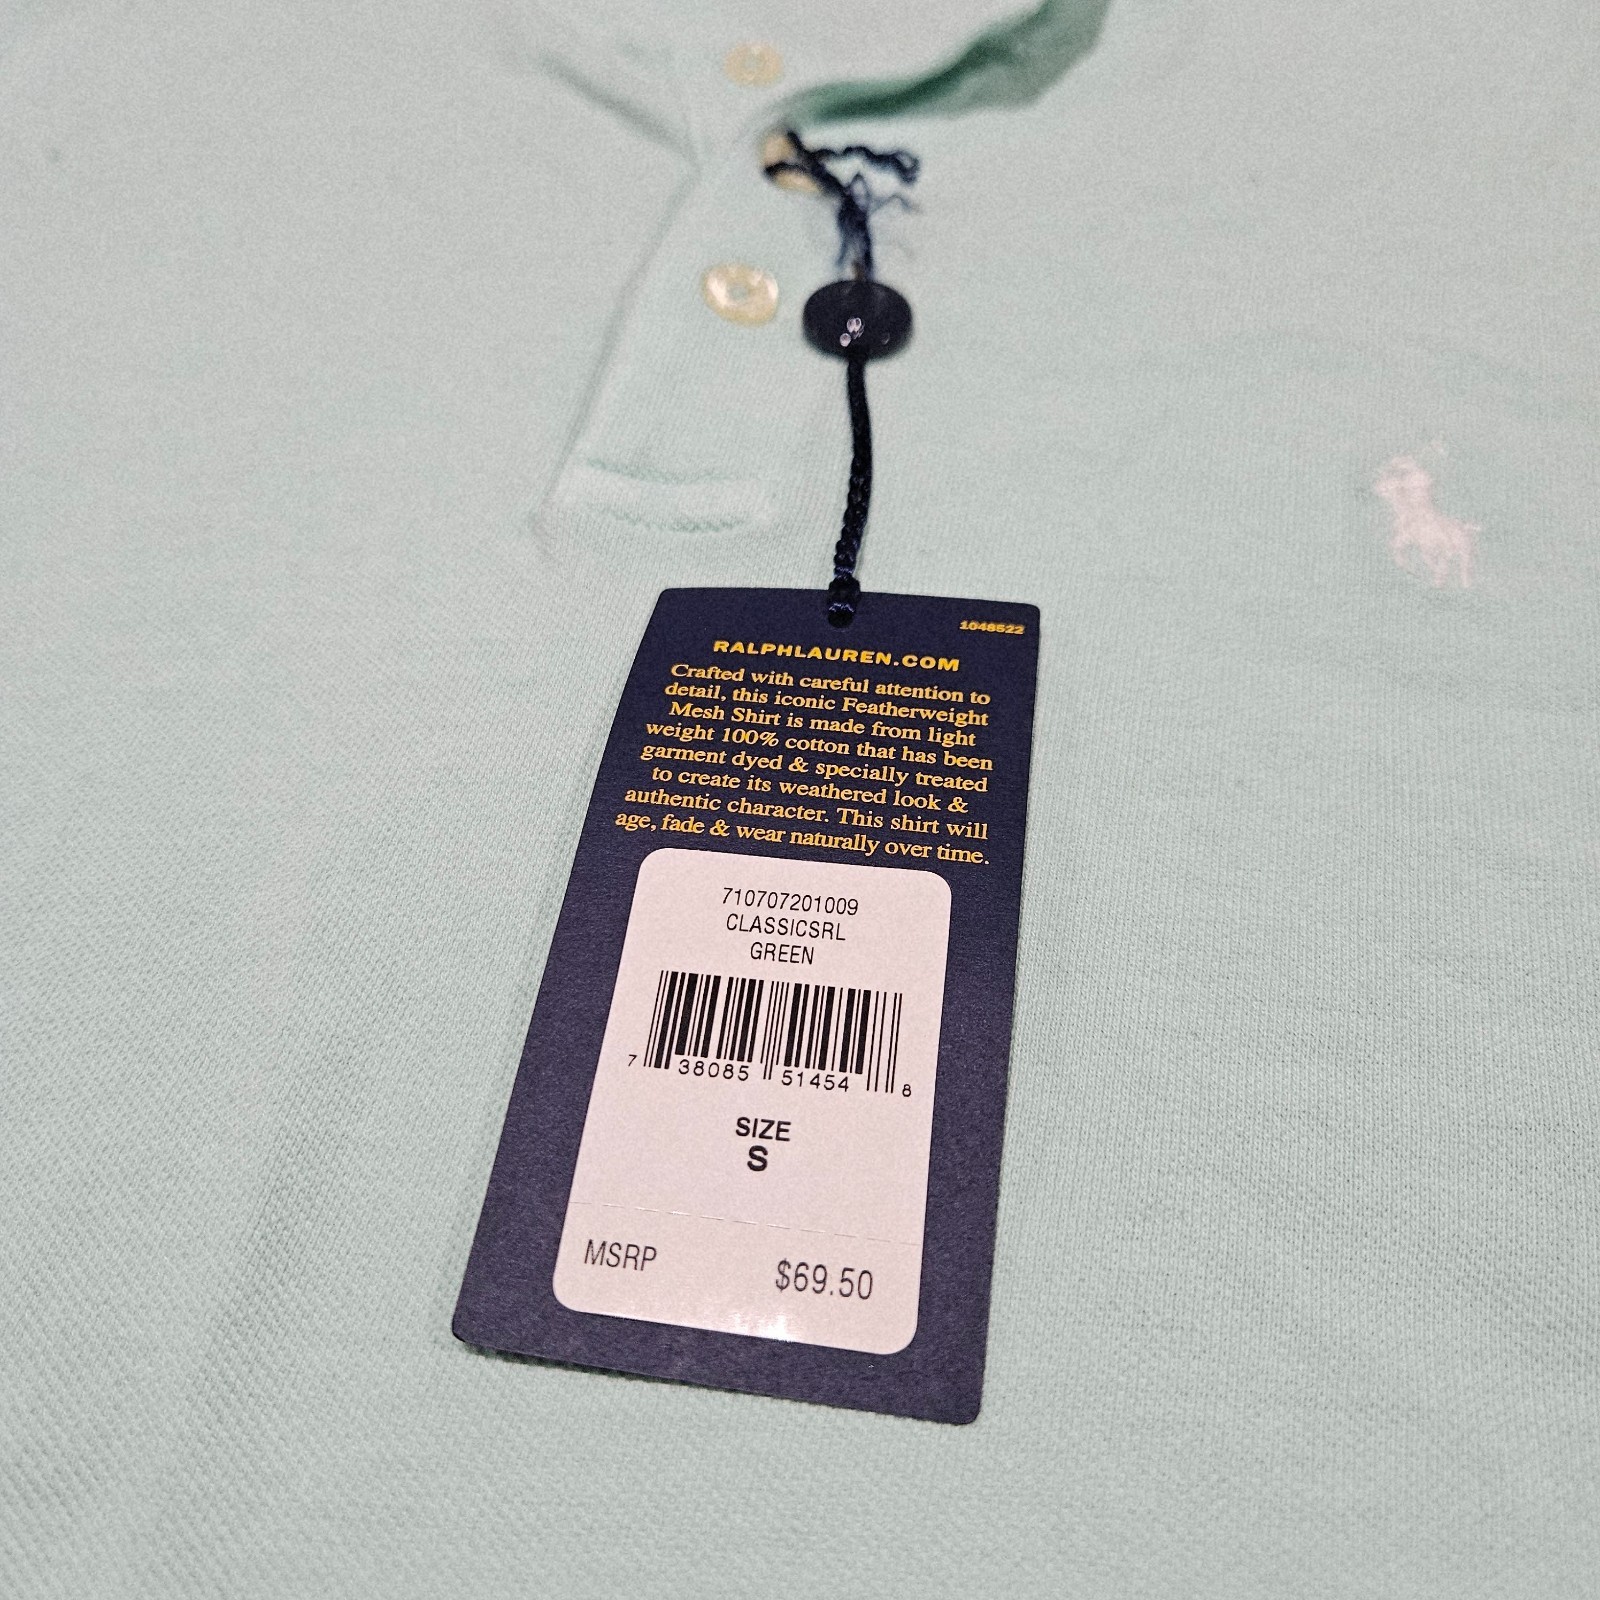 1048522
RALPHLAUREN.COM
Crafted with careful attention to
detail, this iconic Featherweight
Mesh Shirt is made from light
weight 100% cotton that has been
garment dyed & specially treated
to create its weathered look &
authentic character. This shirt will
age, fade & wear naturally over time.
710707201009
CLASSICSRL
GREEN
7 38085 51454 8
SIZE
S
MSRP $69.50